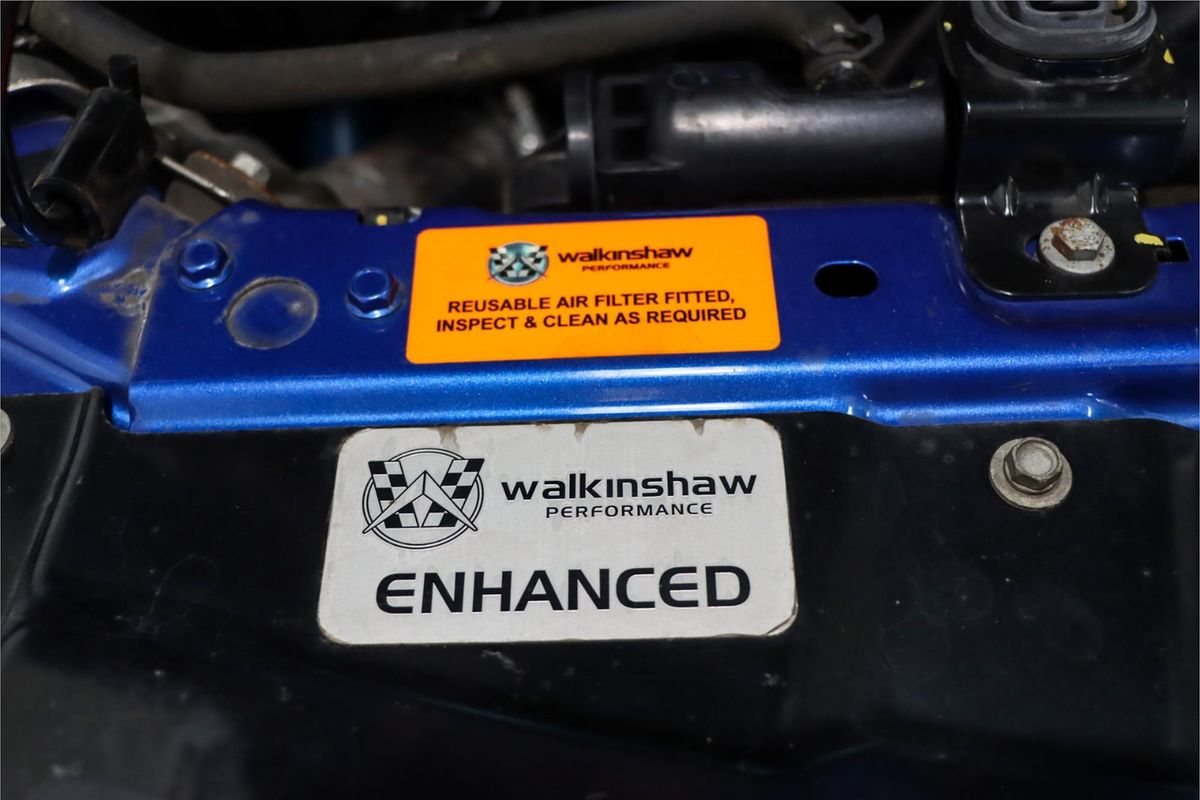 walkinshaw
PERFORMANCE
REUSABLE AIR FILTER FITTED,
INSPECT & CLEAN AS REQUIRED
walkinshaw
PERFORMANCE
ENHANCED